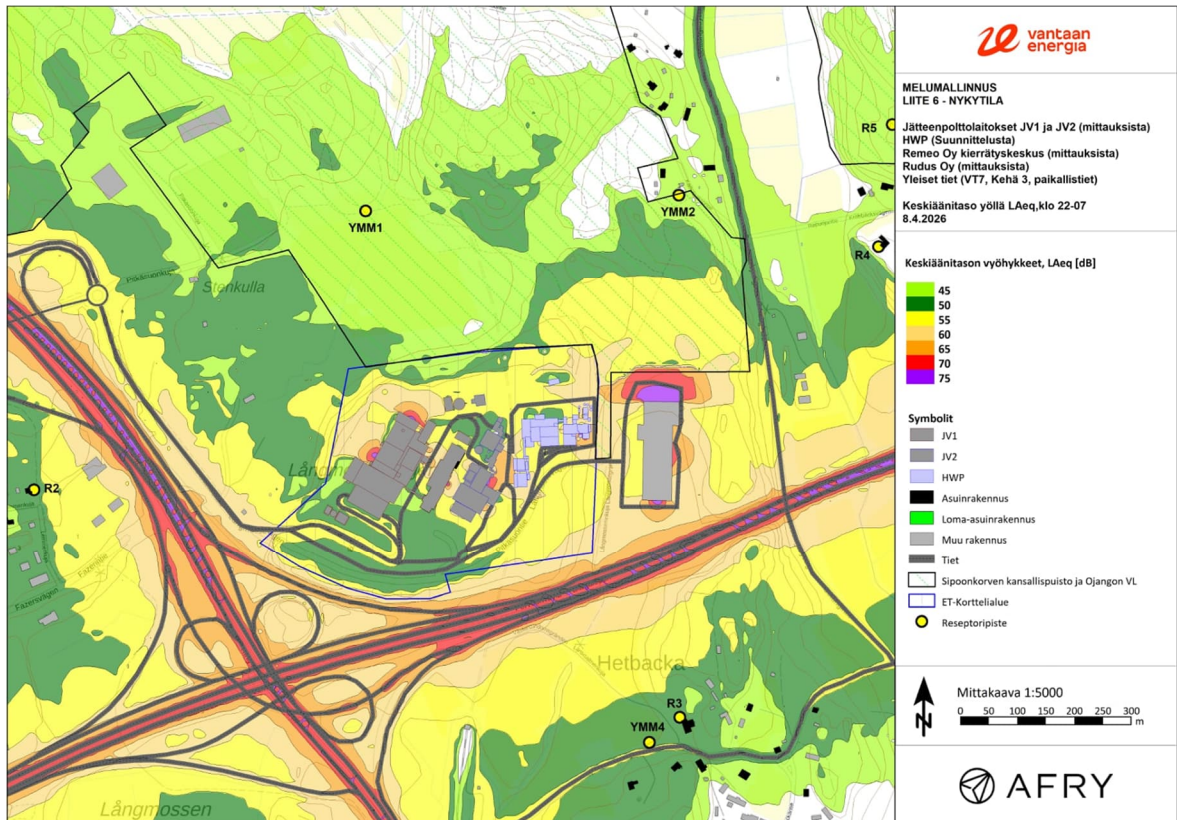 vantaan
energia
MELUMALLINNUS
LIITE 6 - NYKYTILA
Jätteenpolttolaitokset JV1 ja JV2 (mittauksista)
HWP (Suunnittelusta)
Remeo Oy kierrätyskeskus (mittauksista)
Rudus Oy (mittauksista)
Yleiset tiet (VT7, Kehä 3, paikallistiet)
Keskiäänitaso yöllä LAeq,klo 22-07
8.4.2026
Keskiäänitason vyöhykkeet, LAeq [dB]
45
50
55
60
65
70
75
Symbolit
JV1
JV2
HWP
Asuinrakennus
Loma-asuinrakennus
Muu rakennus
Tiet
Sipoonkorven kansallispuisto ja Ojangon VL
ET-Korttelialue
Reseptoripiste
N
Mittakaava 1:5000
0 50 100 150 200 250 300
m
AFRY
R5
YMM1
YMM2
R4
Stenkulla
R2
Fazersvägen
Hetbacka
R3
YMM4
Långmossen